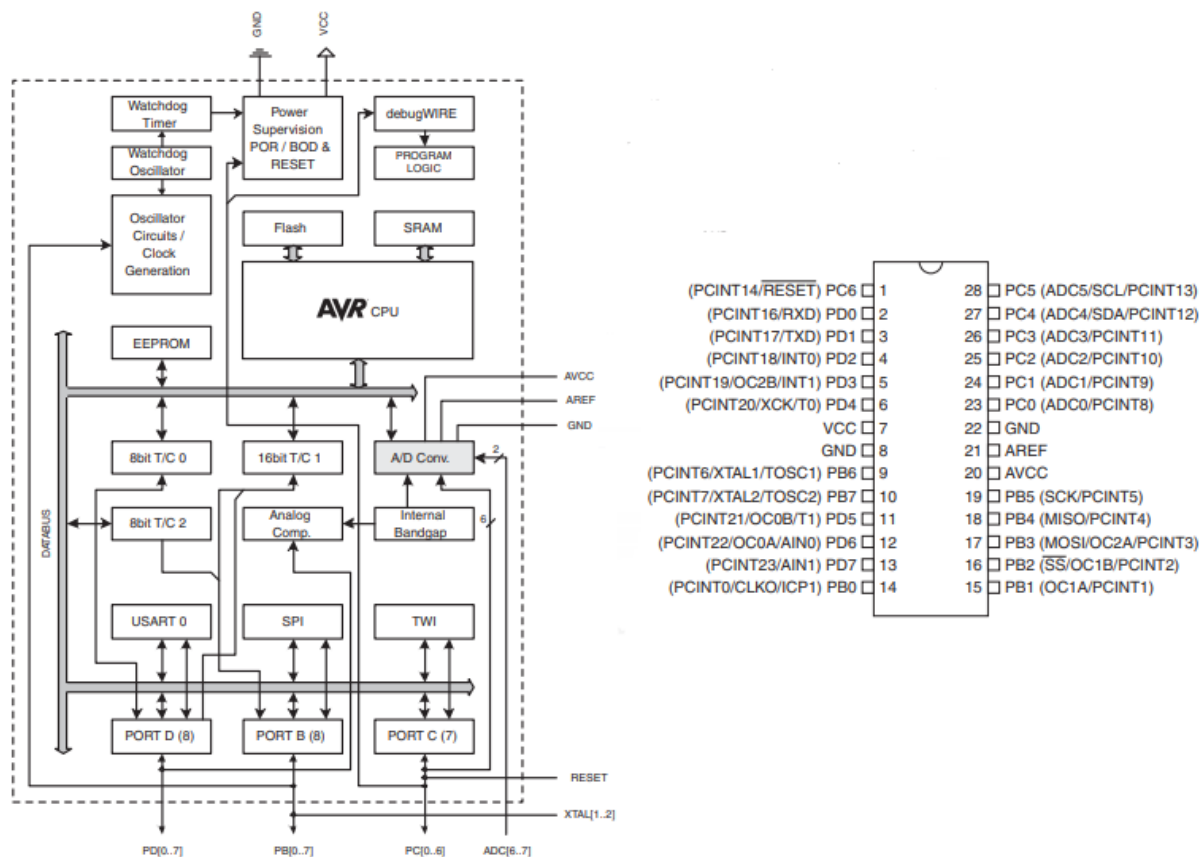 GND
VCC
Watchdog
Timer
Power
Supervision
POR / BOD &
RESET
debugWIRE
Watchdog
Oscillator
PROGRAM
LOGIC
Oscillator
Circuits /
Clock
Generation
Flash
SRAM
AVR CPU
EEPROM
AVCC
AREF
GND
8bit T/C 0
16bit T/C 1
A/D Conv.
2
8bit T/C 2
Analog
Comp.
Internal
Bandgap
6
DATABUS
USART 0
SPI
TWI
PORT D (8)
PORT B (8)
PORT C (7)
RESET
XTAL[1..2]
PD[0..7]
PB[0..7]
PC[0..6]
ADC[6..7]
(PCINT14/RESET) PC6 1 28 PC5 (ADC5/SCL/PCINT13)
(PCINT16/RXD) PD0 2 27 PC4 (ADC4/SDA/PCINT12)
(PCINT17/TXD) PD1 3 26 PC3 (ADC3/PCINT11)
(PCINT18/INT0) PD2 4 25 PC2 (ADC2/PCINT10)
(PCINT19/OC2B/INT1) PD3 5 24 PC1 (ADC1/PCINT9)
(PCINT20/XCK/T0) PD4 6 23 PC0 (ADC0/PCINT8)
VCC 7 22 GND
GND 8 21 AREF
(PCINT6/XTAL1/TOSC1) PB6 9 20 AVCC
(PCINT7/XTAL2/TOSC2) PB7 10 19 PB5 (SCK/PCINT5)
(PCINT21/OC0B/T1) PD5 11 18 PB4 (MISO/PCINT4)
(PCINT22/OC0A/AIN0) PD6 12 17 PB3 (MOSI/OC2A/PCINT3)
(PCINT23/AIN1) PD7 13 16 PB2 (SS/OC1B/PCINT2)
(PCINT0/CLKO/ICP1) PB0 14 15 PB1 (OC1A/PCINT1)